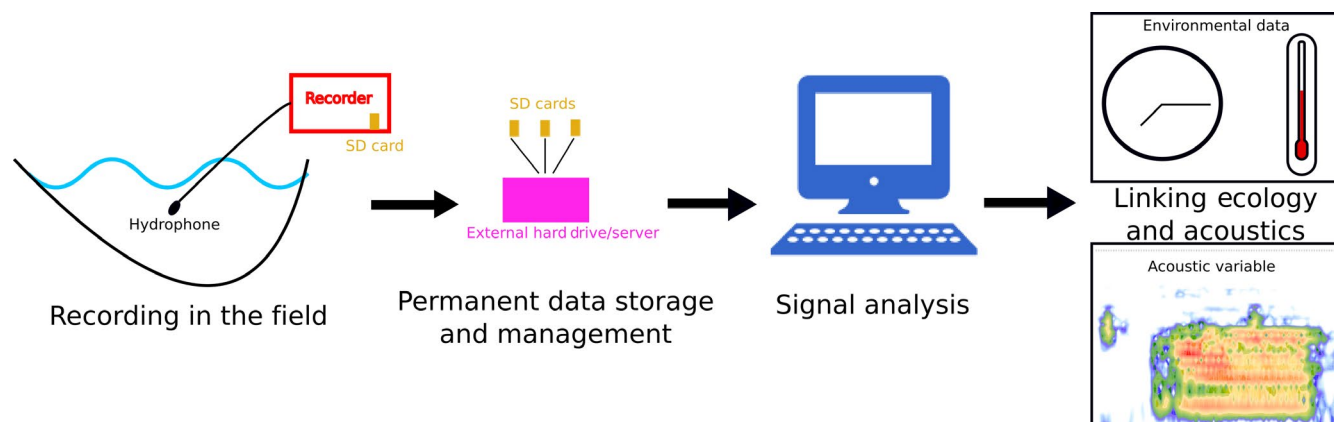 Recorder
SD card
Hydrophone
Recording in the field
SD cards
External hard drive/server
Permanent data storage
and management
Signal analysis
Environmental data
Linking ecology
and acoustics
Acoustic variable